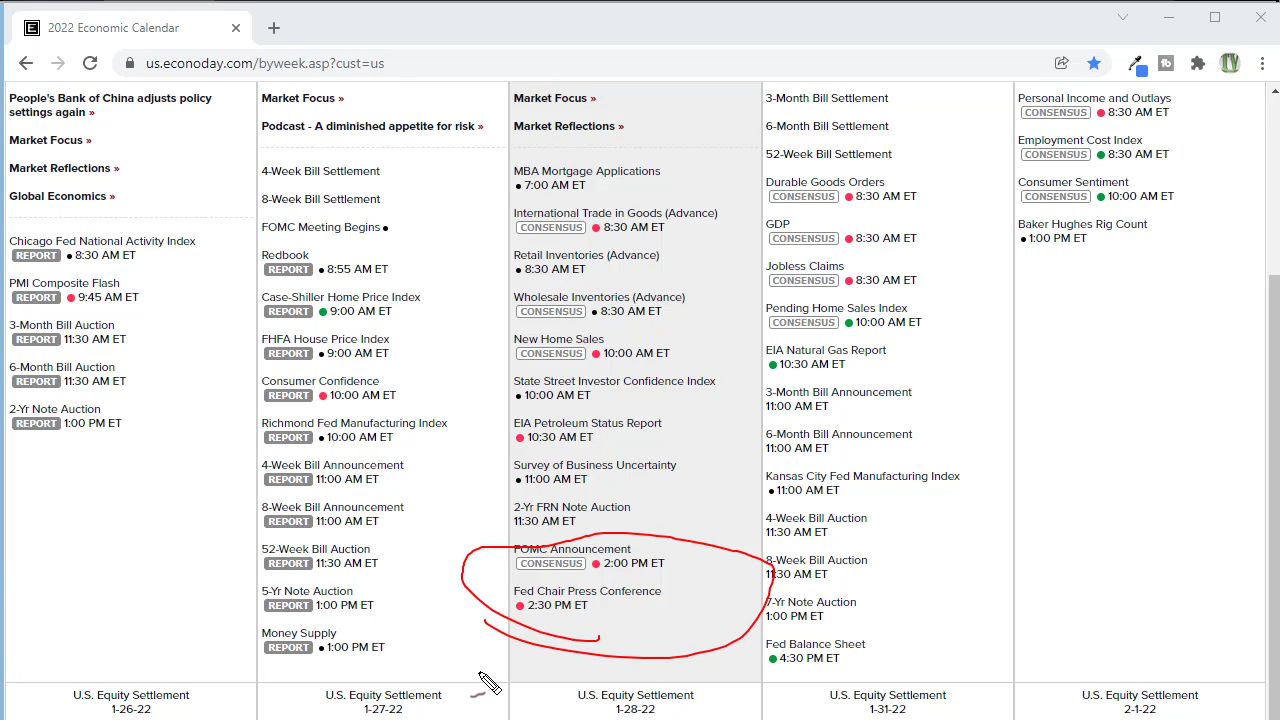 2022 Economic Calendar
us.econoday.com/byweek.asp?cust=us
People's Bank of China adjusts policy
settings again »
Market Focus »
Market Reflections »
Global Economics »
Chicago Fed National Activity Index
REPORT 8:30 AM ET
PMI Composite Flash
REPORT 9:45 AM ET
3-Month Bill Auction
REPORT 11:30 AM ET
6-Month Bill Auction
REPORT 11:30 AM ET
2-Yr Note Auction
REPORT 1:00 PM ET
U.S. Equity Settlement
1-26-22
Market Focus »
Podcast - A diminished appetite for risk »
4-Week Bill Settlement
8-Week Bill Settlement
FOMC Meeting Begins
Redbook
REPORT 8:55 AM ET
Case-Shiller Home Price Index
REPORT 9:00 AM ET
FHFA House Price Index
REPORT 9:00 AM ET
Consumer Confidence
REPORT 10:00 AM ET
Richmond Fed Manufacturing Index
REPORT 10:00 AM ET
4-Week Bill Announcement
REPORT 11:00 AM ET
8-Week Bill Announcement
REPORT 11:00 AM ET
52-Week Bill Auction
REPORT 11:30 AM ET
5-Yr Note Auction
REPORT 1:00 PM ET
Money Supply
REPORT 1:00 PM ET
U.S. Equity Settlement
1-27-22
Market Focus »
Market Reflections »
MBA Mortgage Applications
7:00 AM ET
International Trade in Goods (Advance)
CONSENSUS 8:30 AM ET
Retail Inventories (Advance)
8:30 AM ET
Wholesale Inventories (Advance)
CONSENSUS 8:30 AM ET
New Home Sales
CONSENSUS 10:00 AM ET
State Street Investor Confidence Index
10:00 AM ET
EIA Petroleum Status Report
10:30 AM ET
Survey of Business Uncertainty
11:00 AM ET
2-Yr FRN Note Auction
11:30 AM ET
FOMC Announcement
CONSENSUS 2:00 PM ET
Fed Chair Press Conference
2:30 PM ET
U.S. Equity Settlement
1-28-22
3-Month Bill Settlement
6-Month Bill Settlement
52-Week Bill Settlement
Durable Goods Orders
CONSENSUS 8:30 AM ET
GDP
CONSENSUS 8:30 AM ET
Jobless Claims
CONSENSUS 8:30 AM ET
Pending Home Sales Index
CONSENSUS 10:00 AM ET
EIA Natural Gas Report
10:30 AM ET
3-Month Bill Announcement
11:00 AM ET
6-Month Bill Announcement
11:00 AM ET
Kansas City Fed Manufacturing Index
11:00 AM ET
4-Week Bill Auction
11:30 AM ET
8-Week Bill Auction
11:30 AM ET
7-Yr Note Auction
1:00 PM ET
Fed Balance Sheet
4:30 PM ET
U.S. Equity Settlement
1-31-22
Personal Income and Outlays
CONSENSUS 8:30 AM ET
Employment Cost Index
CONSENSUS 8:30 AM ET
Consumer Sentiment
CONSENSUS 10:00 AM ET
Baker Hughes Rig Count
1:00 PM ET
U.S. Equity Settlement
2-1-22